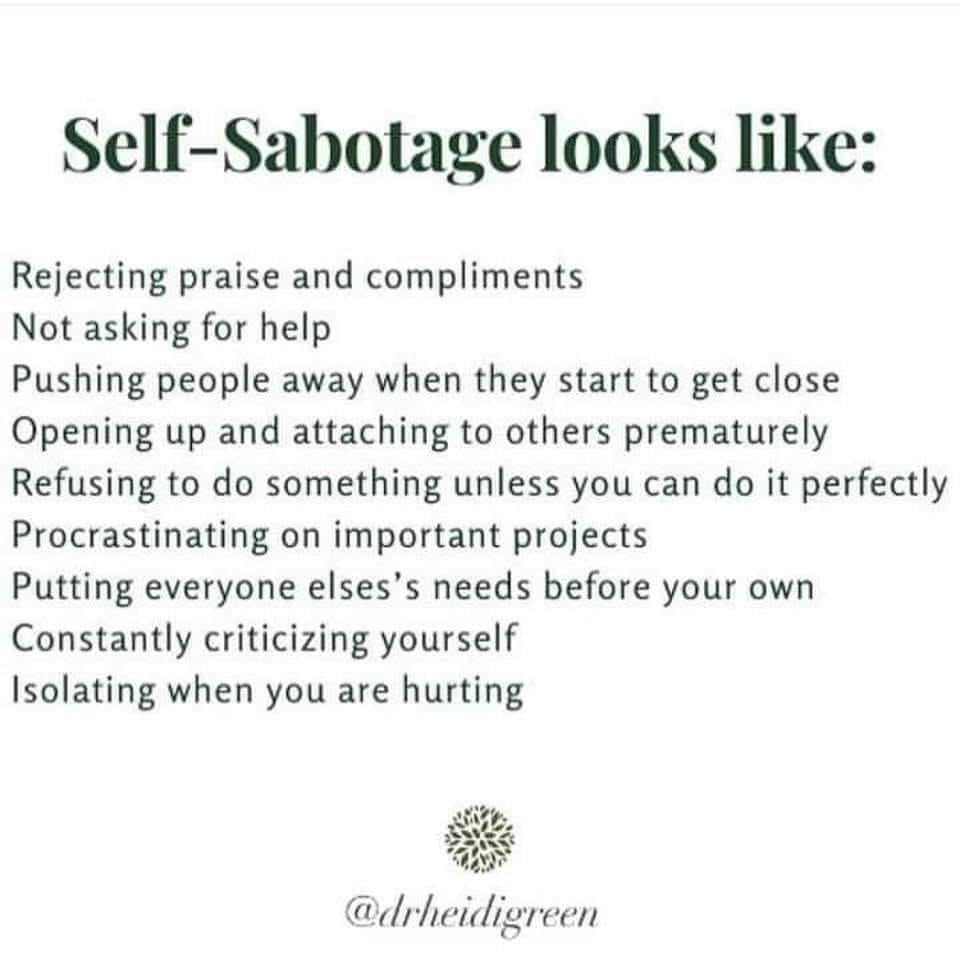 Self-Sabotage looks like:
Rejecting praise and compliments
Not asking for help
Pushing people away when they start to get close
Opening up and attaching to others prematurely
Refusing to do something unless you can do it perfectly
Procrastinating on important projects
Putting everyone elses’s needs before your own
Constantly criticizing yourself
Isolating when you are hurting
@drheidigreen